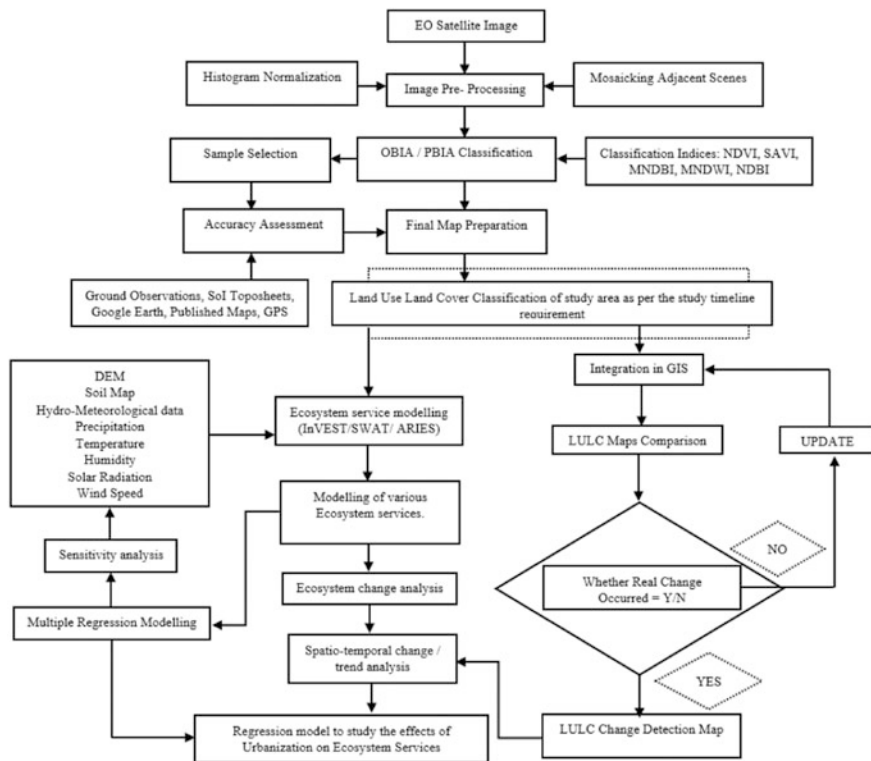 EO Satellite Image
Histogram Normalization
Image Pre- Processing
Mosaicking Adjacent Scenes
Sample Selection
OBIA / PBIA Classification
Classification Indices: NDVI, SAVI,
MNDBI, MNDWI, NDBI
Accuracy Assessment
Final Map Preparation
Ground Observations, SoI Toposheets,
Google Earth, Published Maps, GPS
Land Use Land Cover Classification of study area as per the study timeline
requirement
Integration in GIS
DEM
Soil Map
Hydro-Meteorological data
Precipitation
Temperature
Humidity
Solar Radiation
Wind Speed
Ecosystem service modelling
(InVEST/SWAT/ ARIES)
LULC Maps Comparison
UPDATE
Modelling of various
Ecosystem services.
Sensitivity analysis
NO
Whether Real Change
Occurred = Y/N
Ecosystem change analysis
Multiple Regression Modelling
Spatio-temporal change /
trend analysis
YES
Regression model to study the effects of
Urbanization on Ecosystem Services
LULC Change Detection Map